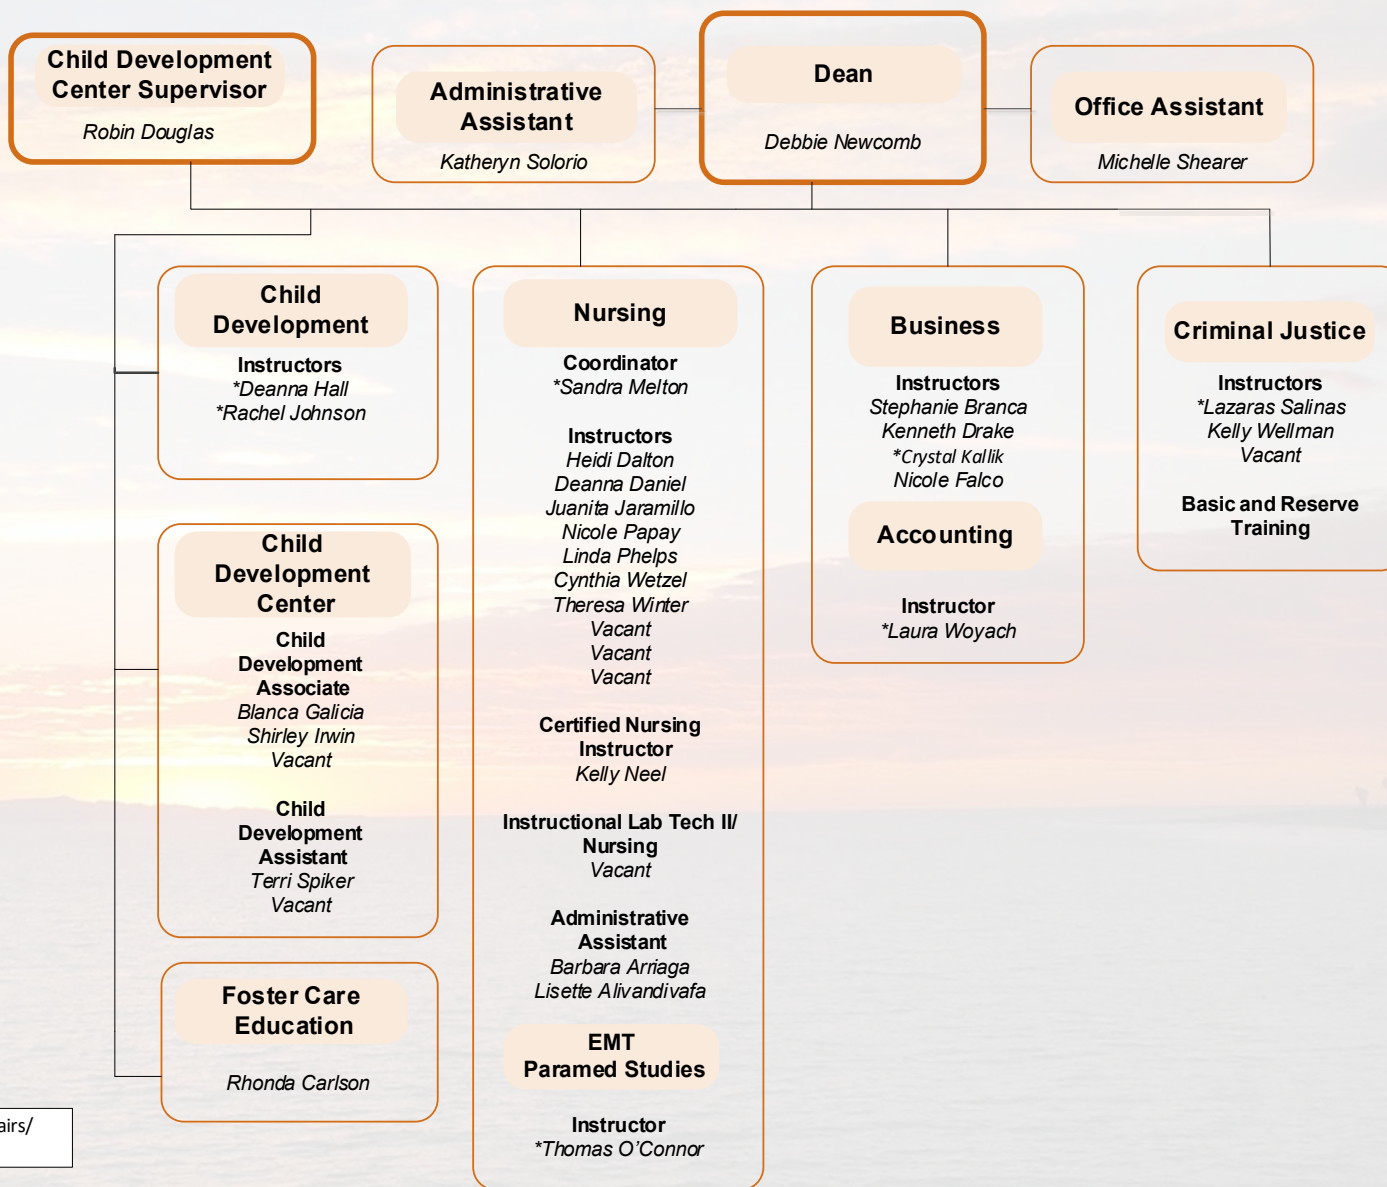 Child Development
Center Supervisor
Robin Douglas
Administrative
Assistant
Katheryn Solorio
Dean
Debbie Newcomb
Office Assistant
Michelle Shearer
Child
Development
Instructors
*Deanna Hall
*Rachel Johnson
Child
Development
Center
Child
Development
Associate
Blanca Galicia
Shirley Irwin
Vacant
Child
Development
Assistant
Terri Spiker
Vacant
Foster Care
Education
Rhonda Carlson
Nursing
Coordinator
*Sandra Melton
Instructors
Heidi Dalton
Deanna Daniel
Juanita Jaramillo
Nicole Papay
Linda Phelps
Cynthia Wetzel
Theresa Winter
Vacant
Vacant
Vacant
Certified Nursing
Instructor
Kelly Neel
Instructional Lab Tech II/
Nursing
Vacant
Administrative
Assistant
Barbara Arriaga
Lisette Alivandivafa
EMT
Paramed Studies
Instructor
*Thomas O’Connor
Business
Instructors
Stephanie Branca
Kenneth Drake
*Crystal Kallik
Nicole Falco
Accounting
Instructor
*Laura Woyach
Criminal Justice
Instructors
*Lazaras Salinas
Kelly Wellman
Vacant
Basic and Reserve
Training
airs/